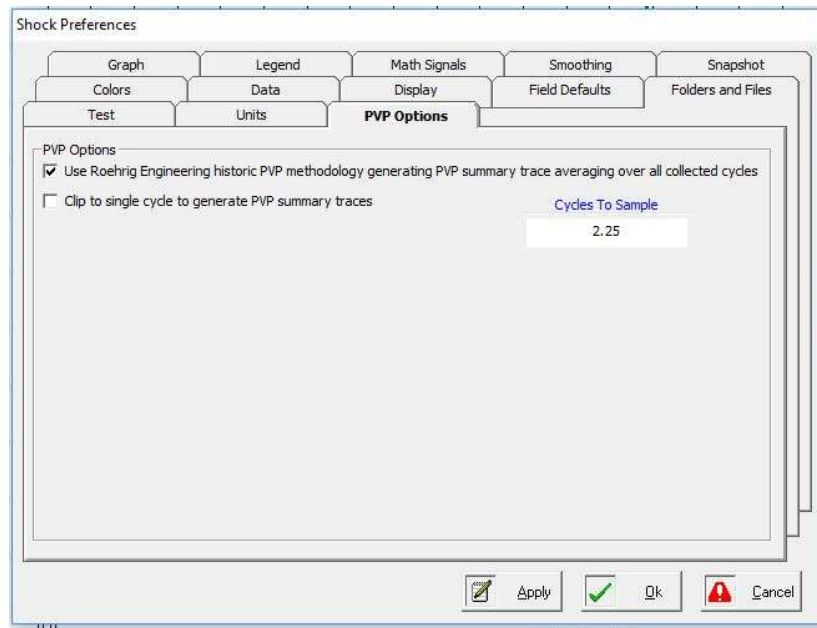 Shock Preferences
Graph
Legend
Math Signals
Smoothing
Snapshot
Colors
Data
Display
Field Defaults
Folders and Files
Test
Units
PVP Options
PVP Options
Use Roehrig Engineering historic PVP methodology generating PVP summary trace averaging over all collected cycles
Clip to single cycle to generate PVP summary traces
Cycles To Sample
2.25
Apply
Ok
Cancel